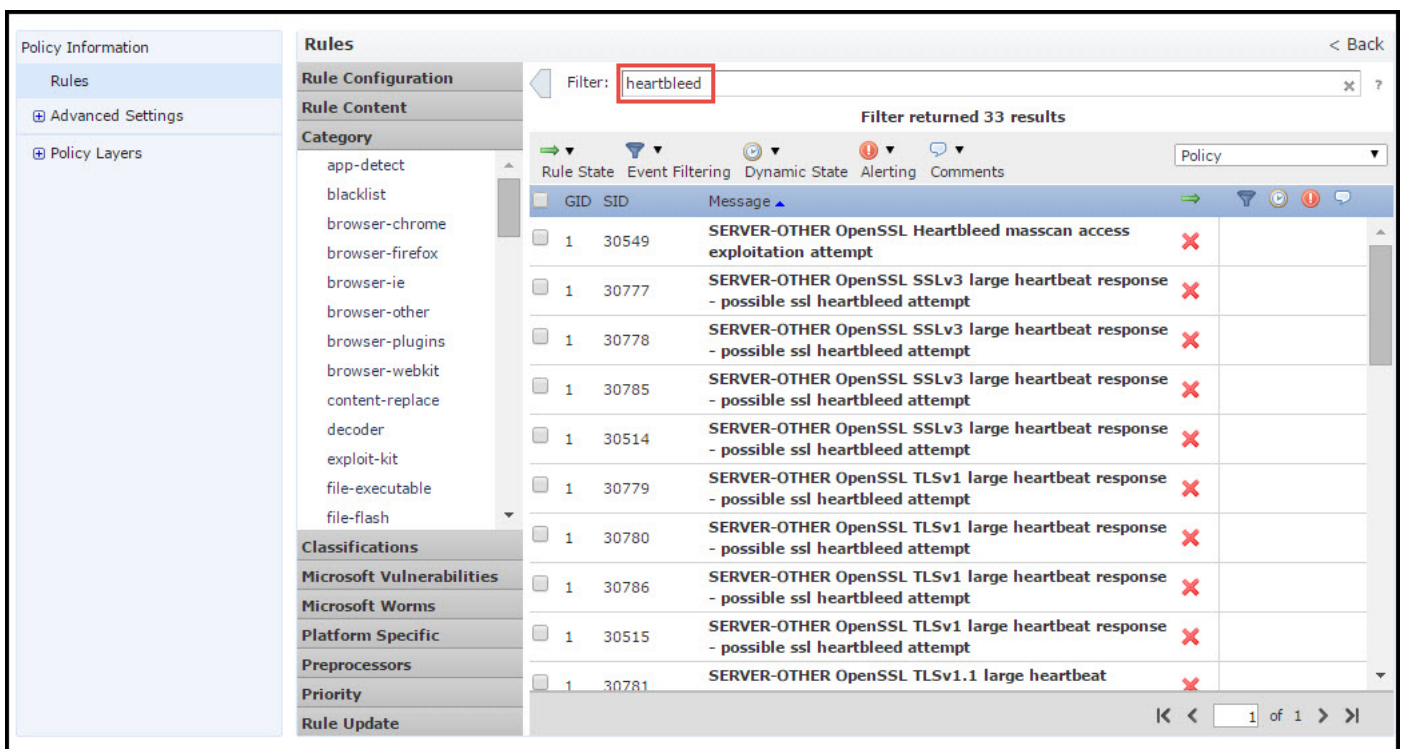 Policy Information
Rules
Advanced Settings
Policy Layers
Rules
< Back
Rule Configuration
Rule Content
Category
app-detect
blacklist
browser-chrome
browser-firefox
browser-ie
browser-other
browser-plugins
browser-webkit
content-replace
decoder
exploit-kit
file-executable
file-flash
Classifications
Microsoft Vulnerabilities
Microsoft Worms
Platform Specific
Preprocessors
Priority
Rule Update
Filter: heartbleed ?
Filter returned 33 results
Rule State Event Filtering Dynamic State Alerting Comments
Policy
GID SID Message
1 30549 SERVER-OTHER OpenSSL Heartbleed masscan access
exploitation attempt
1 30777 SERVER-OTHER OpenSSL SSLv3 large heartbeat response
- possible ssl heartbleed attempt
1 30778 SERVER-OTHER OpenSSL SSLv3 large heartbeat response
- possible ssl heartbleed attempt
1 30785 SERVER-OTHER OpenSSL SSLv3 large heartbeat response
- possible ssl heartbleed attempt
1 30514 SERVER-OTHER OpenSSL SSLv3 large heartbeat response
- possible ssl heartbleed attempt
1 30779 SERVER-OTHER OpenSSL TLSv1 large heartbeat response
- possible ssl heartbleed attempt
1 30780 SERVER-OTHER OpenSSL TLSv1 large heartbeat response
- possible ssl heartbleed attempt
1 30786 SERVER-OTHER OpenSSL TLSv1 large heartbeat response
- possible ssl heartbleed attempt
1 30515 SERVER-OTHER OpenSSL TLSv1 large heartbeat response
- possible ssl heartbleed attempt
1 30781 SERVER-OTHER OpenSSL TLSv1.1 large heartbeat
1 of 1